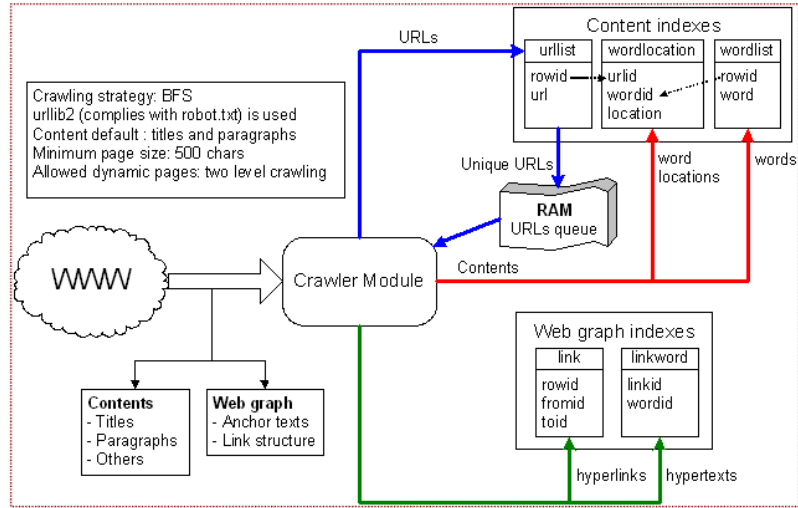 URLs
Content indexes
urllist
rowid
url
wordlocation
urlid
wordid
location
wordlist
rowid
word
Crawling strategy: BFS
urllib2 (complies with robot.txt) is used
Content default : titles and paragraphs
Minimum page size: 500 chars
Allowed dynamic pages: two level crawling
Unique URLs
word
locations
words
RAM
URLs queue
WWW
Crawler Module
Contents
Web graph indexes
link
rowid
fromid
toid
linkword
linkid
wordid
Contents
- Titles
- Paragraphs
- Others
Web graph
- Anchor texts
- Link structure
hyperlinks
hypertexts